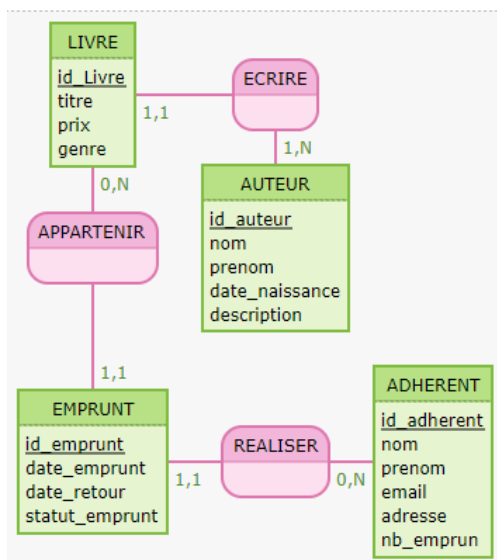 LIVRE
id_Livre
titre
prix
genre
1,1
ECRIRE
1,N
0,N
AUTEUR
id_auteur
nom
prenom
date_naissance
description
APPARTENIR
1,1
EMPRUNT
id_emprunt
date_emprunt
date_retour
statut_emprunt
1,1
REALISER
0,N
ADHERENT
id_adherent
nom
prenom
email
adresse
nb_emprun